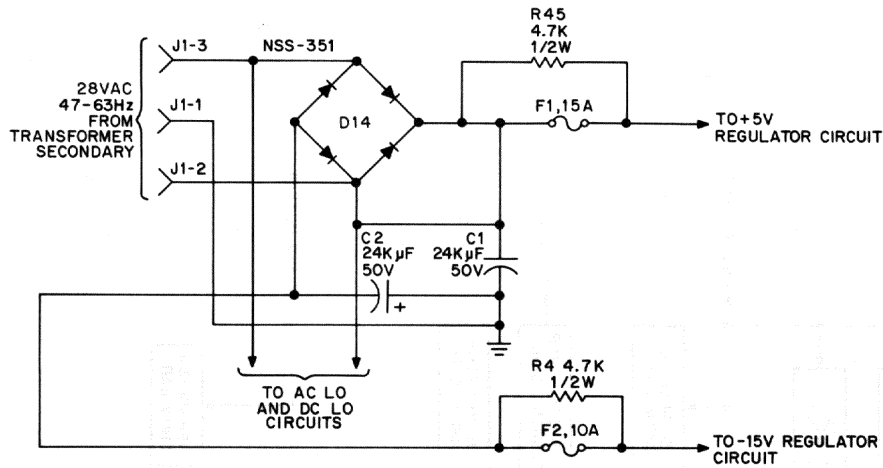 R45
4.7K
1/2W
J1-3
NSS-351
28VAC
47-63Hz
FROM
TRANSFORMER
SECONDARY
J1-1
D14
F1,15A
TO+5V
REGULATOR CIRCUIT
J1-2
C2
24KµF
50V
+
C1
24KµF
50V
TO AC LO
AND DC LO
CIRCUITS
R4 4.7K
1/2W
F2,10A
TO-15V REGULATOR
CIRCUIT